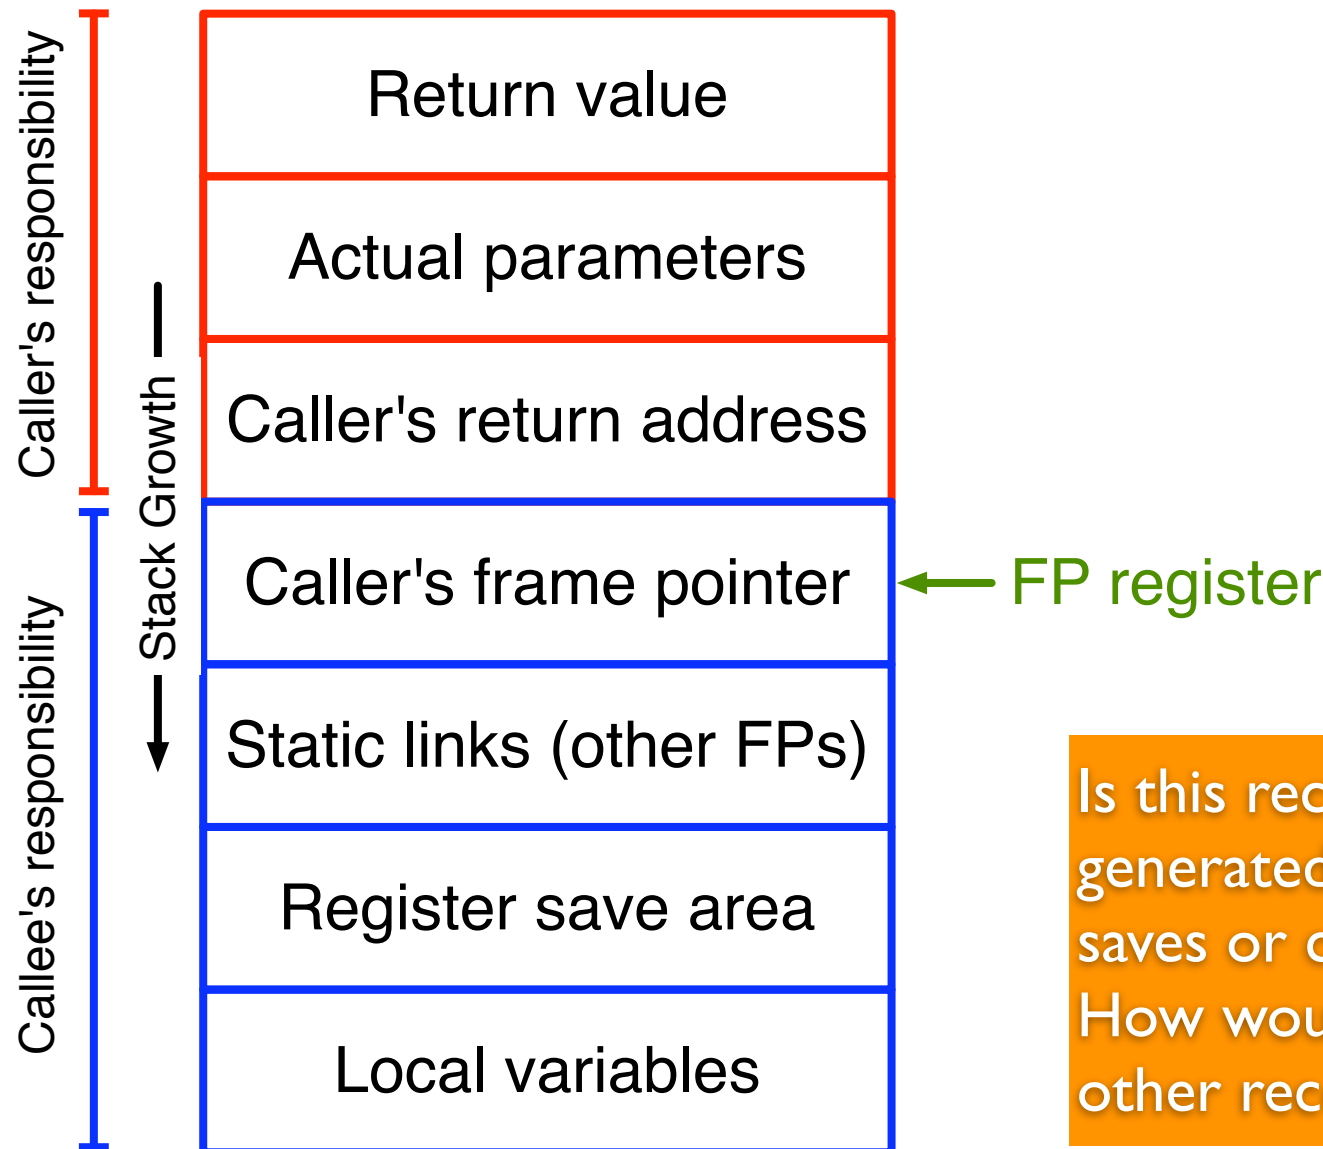 Caller's responsibility
Callee's responsibility
Stack Growth
Return value
Actual parameters
Caller's return address
Caller's frame pointer
Static links (other FPs)
Register save area
Local variables
FP register
Is this
generated
saves or
How
other